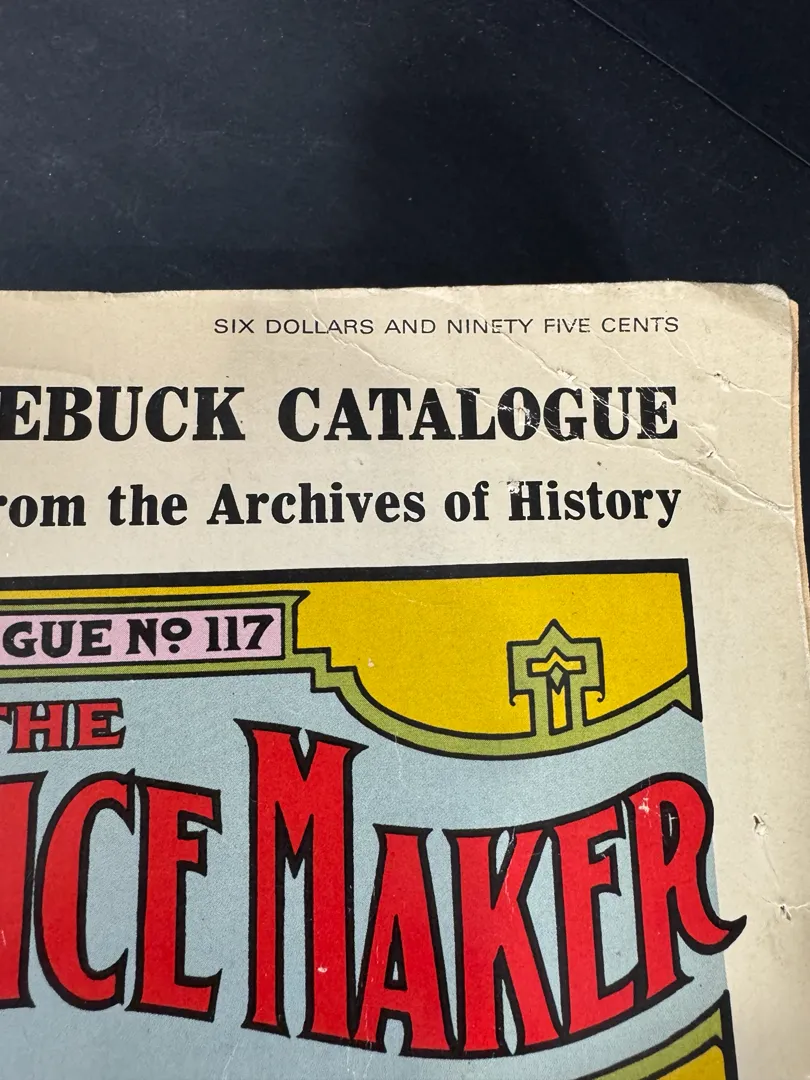 SIX DOLLARS AND NINETY FIVE CENTS
EBUCK CATALOGUE
rom the Archives of History
GUE Nº 117
THE
ICE MAKER